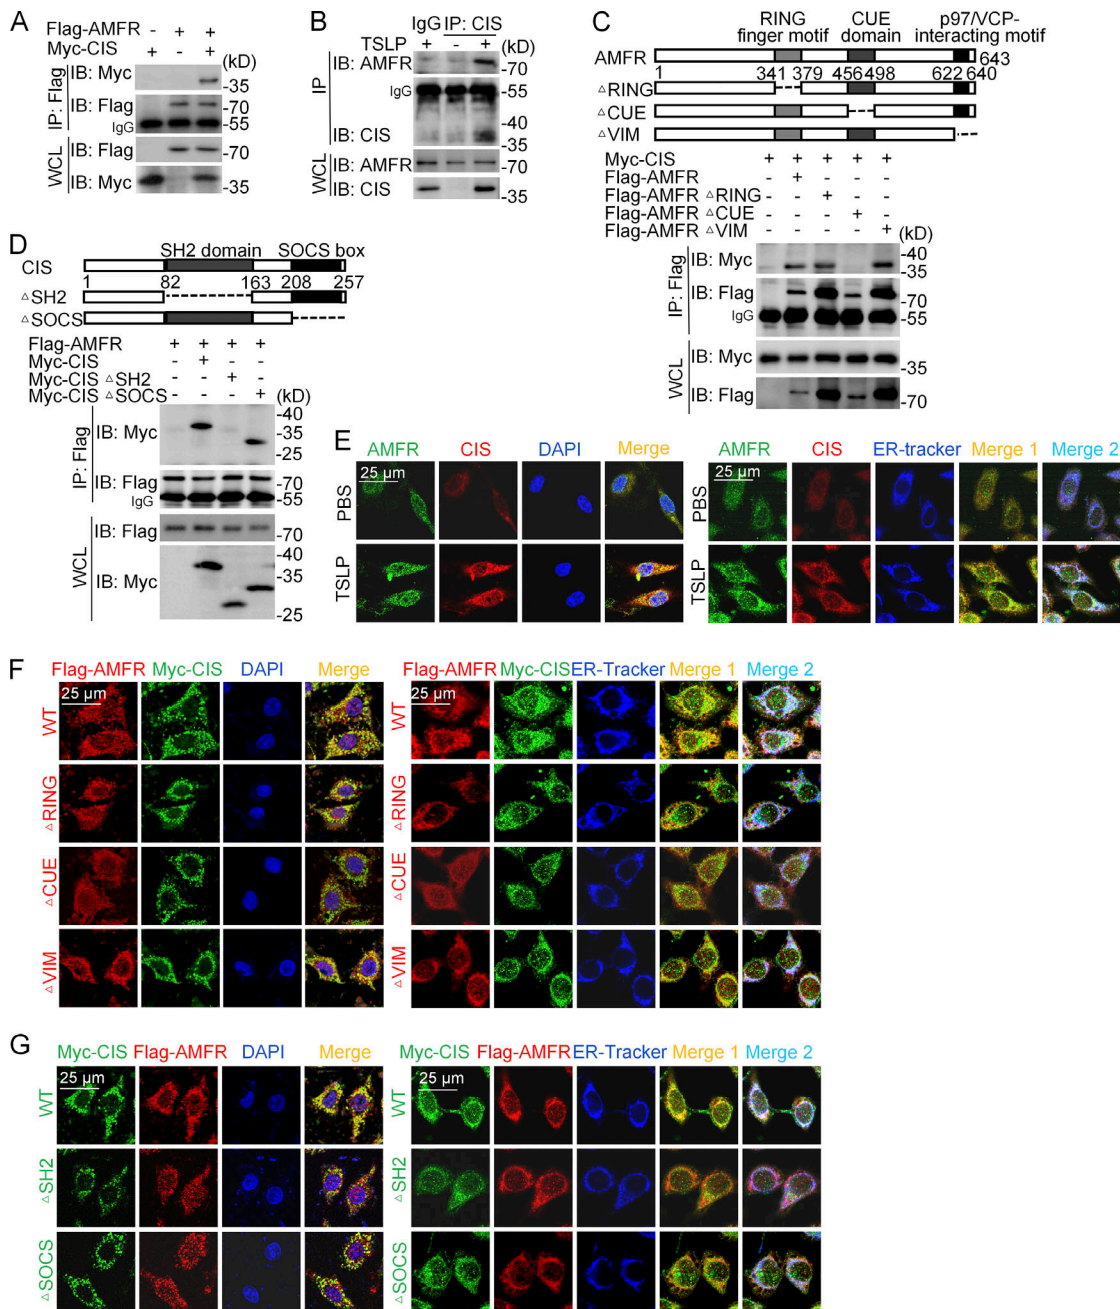 A
Flag-AMFR - + +
Myc-CIS + - + (kD)
IP: Flag
IB: Myc
-35
IB: Flag
-70
IgG
-55
WCL
IB: Flag
-70
IB: Myc
-35
B
IgG IP: CIS
TSLP + - + (kD)
IP
IB: AMFR
-70
IgG
-55
-40
IB: CIS
-35
WCL
IB: AMFR
-70
IB: CIS
-35
C
RING finger motif
CUE domain
p97/VCP-interacting motif
AMFR
643
1 341 379 456 498 622 640
△RING
△CUE
△VIM
Myc-CIS + + + + +
Flag-AMFR - + - - -
Flag-AMFR △RING - - + - -
Flag-AMFR △CUE - - - + -
Flag-AMFR △VIM - - - - + (kD)
IP: Flag
IB: Myc
-40
-35
IB: Flag
-70
IgG
-55
WCL
IB: Myc
-35
IB: Flag
-70
D
SH2 domain SOCS box
CIS
1 82 163 208 257
△SH2
△SOCS
Flag-AMFR + + + +
Myc-CIS - + - -
Myc-CIS △SH2 - - + -
Myc-CIS △SOCS - - - + (kD)
IP: Flag
-40
IB: Myc
-35
-25
IB: Flag
-70
IgG
-55
WCL
IB: Flag
-70
-40
IB: Myc
-35
-25
E
AMFR CIS DAPI Merge
25 µm
PBS
TSLP
AMFR CIS ER-tracker Merge 1 Merge 2
25 µm
PBS
TSLP
F
Flag-AMFR Myc-CIS DAPI Merge
25 µm
WT
△RING
△CUE
△VIM
Flag-AMFR Myc-CIS ER-Tracker Merge 1 Merge 2
25 µm
WT
△RING
△CUE
△VIM
G
Myc-CIS Flag-AMFR DAPI Merge
25 µm
WT
△SH2
△SOCS
Myc-CIS Flag-AMFR ER-Tracker Merge 1 Merge 2
25 µm
WT
△SH2
△SOCS